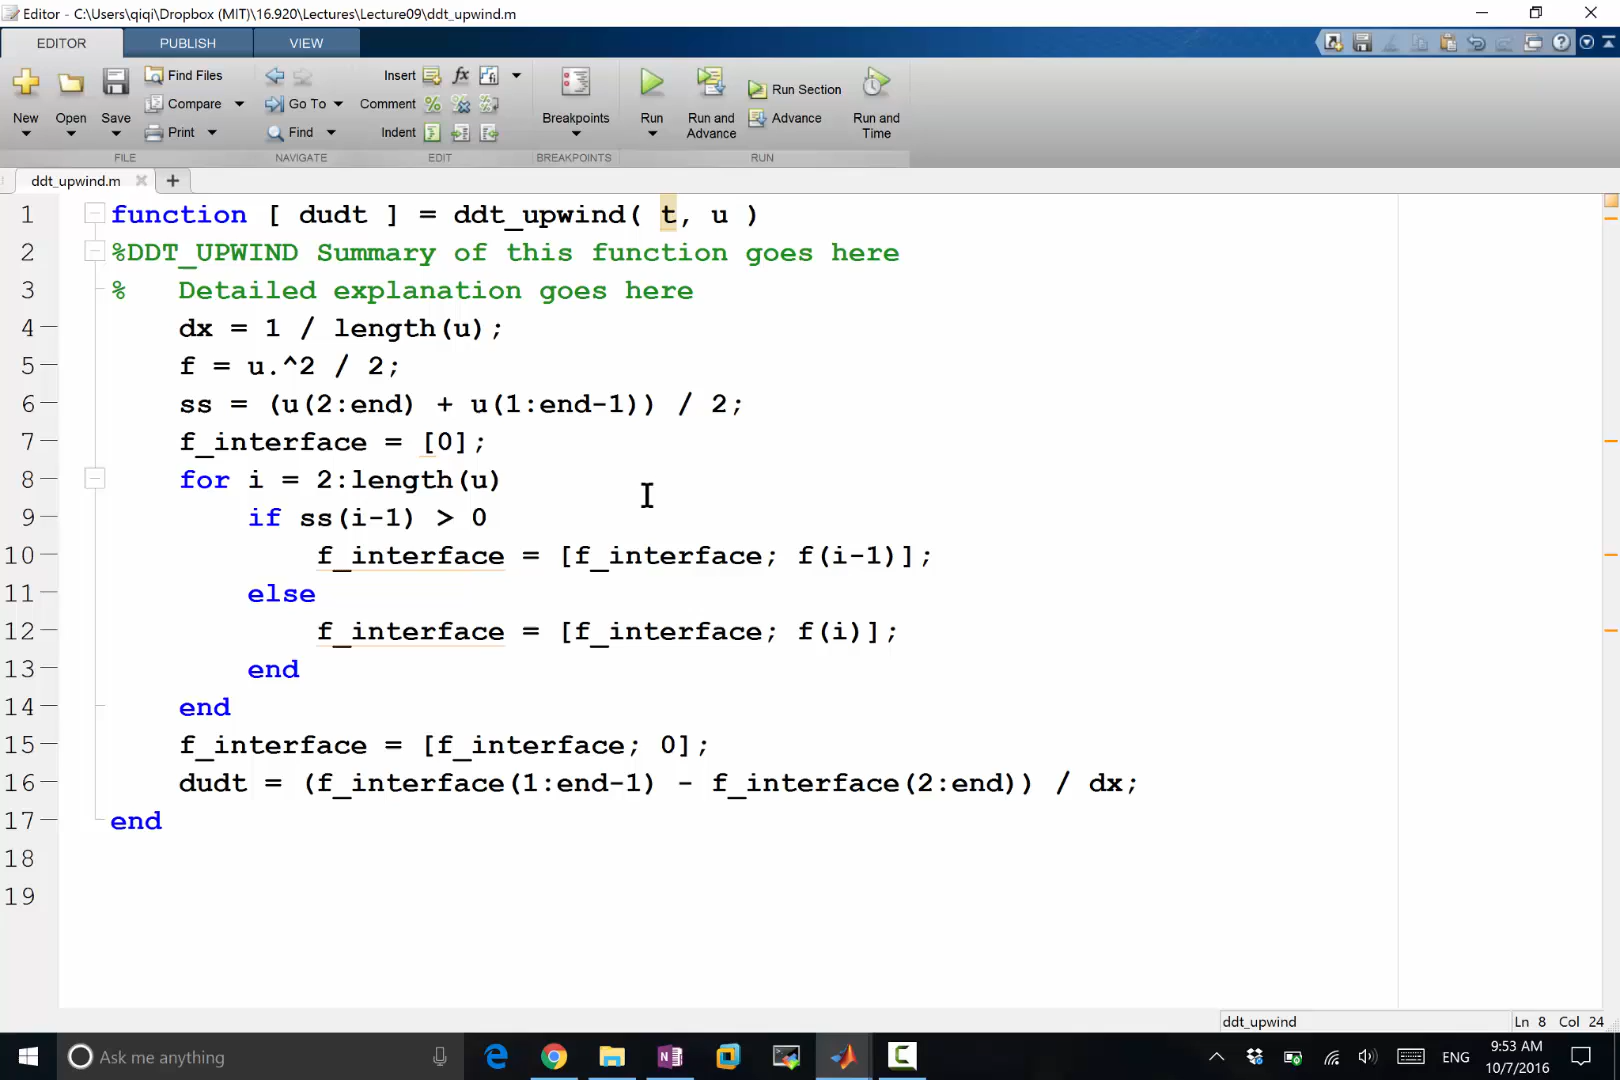 Editor - C:\Users\qiqi\Dropbox (MIT)\16.920\Lectures\Lecture09\ddt_upwind.m
EDITOR PUBLISH VIEW
New Open Save Find Files Compare Print
Go To Find
Insert fx Comment Indent
Breakpoints
Run Run and Advance Run Section Advance Run and Time
FILE NAVIGATE EDIT BREAKPOINTS RUN
ddt_upwind.m
1 function [ dudt ] = ddt_upwind( t, u )
2 %DDT_UPWIND Summary of this function goes here
3 % Detailed explanation goes here
4 dx = 1 / length(u);
5 f = u.^2 / 2;
6 ss = (u(2:end) + u(1:end-1)) / 2;
7 f_interface = [0];
8 for i = 2:length(u)
9 if ss(i-1) > 0
10 f_interface = [f_interface; f(i-1)];
11 else
12 f_interface = [f_interface; f(i)];
13 end
14 end
15 f_interface = [f_interface; 0];
16 dudt = (f_interface(1:end-1) - f_interface(2:end)) / dx;
17 end
18
19
ddt_upwind Ln 8 Col 24
Ask me anything
ENG
9:53 AM
10/7/2016